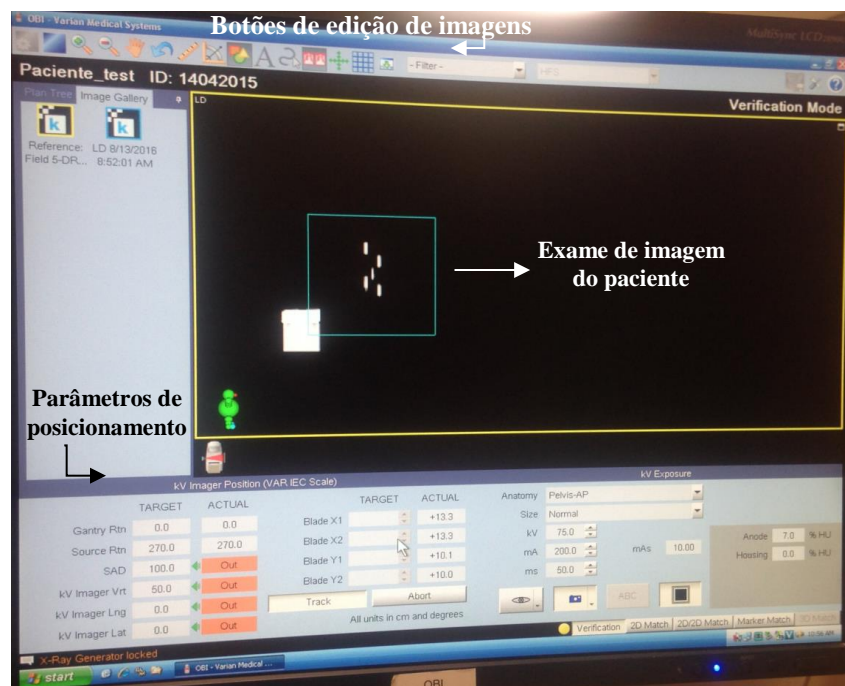 OBI - Varian Medical Systems
Botões de edição de imagens
MultiSync LCD
A
- Filter -
HFS
Paciente_test ID: 14042015
Plan Tree Image Gallery
LD
Verification Mode
k k
Reference: LD 8/13/2016
Field 5-DR... 8:52:01 AM
Exame de imagem
do paciente
Parâmetros de
posicionamento
kV Imager Position (VAR IEC Scale)
kV Exposure
TARGET ACTUAL
Gantry Rtn 0.0 0.0
Source Rtn 270.0 270.0
SAD 100.0 Out
kV Imager Vrt 50.0 Out
kV Imager Lng 0.0 Out
kV Imager Lat 0.0 Out
TARGET ACTUAL
Blade X1 +13.3
Blade X2 +13.3
Blade Y1 +10.1
Blade Y2 +10.0
Track Abort
All units in cm and degrees
Anatomy Pelvis-AP
Size Normal
kV 75.0
mA 200.0 mAs 10.00
ms 50.0
ABC
Anode 7.0 % HU
Housing 0.0 % HU
Verification 2D Match 2D/2D Match Marker Match 3D Match
X-Ray Generator locked
start OBI - Varian Medical ... 10:56 AM
OBI